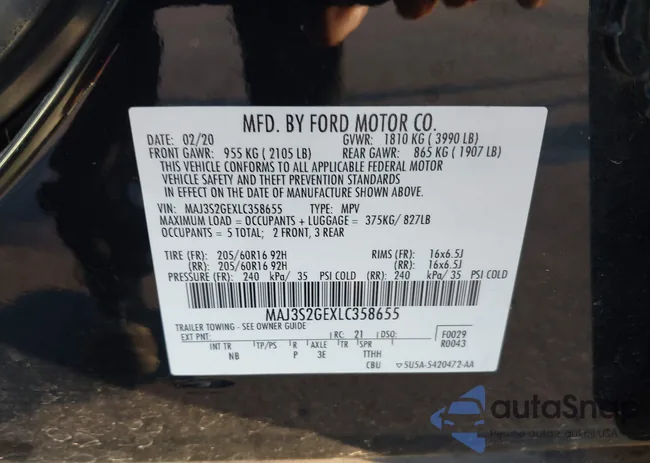 MFD. BY FORD MOTOR CO.
DATE: 02/20 GVWR: 1810 KG ( 3990 LB)
FRONT GAWR: 955 KG ( 2105 LB) REAR GAWR: 865 KG ( 1907 LB)
THIS VEHICLE CONFORMS TO ALL APPLICABLE FEDERAL MOTOR
VEHICLE SAFETY AND THEFT PREVENTION STANDARDS
IN EFFECT ON THE DATE OF MANUFACTURE SHOWN ABOVE.
VIN: MAJ3S2GEXLC358655 TYPE: MPV
MAXIMUM LOAD = OCCUPANTS + LUGGAGE = 375KG/ 827LB
OCCUPANTS = 5 TOTAL; 2 FRONT, 3 REAR
TIRE (FR): 205/60R16 92H RIMS (FR): 16x6.5J
(RR): 205/60R16 92H (RR): 16x6.5J
PRESSURE (FR): 240 kPa/ 35 PSI COLD (RR): 240 kPa/ 35 PSI COLD
MAJ3S2GEXLC358655
TRAILER TOWING - SEE OWNER GUIDE
EXT PNT: RC: 21 DSO: F0029
INT TR TP/PS R AXLE TR SPR R0043
NB P 3E TTHH
CBU 5U5A-5420472-AA
autoSnap